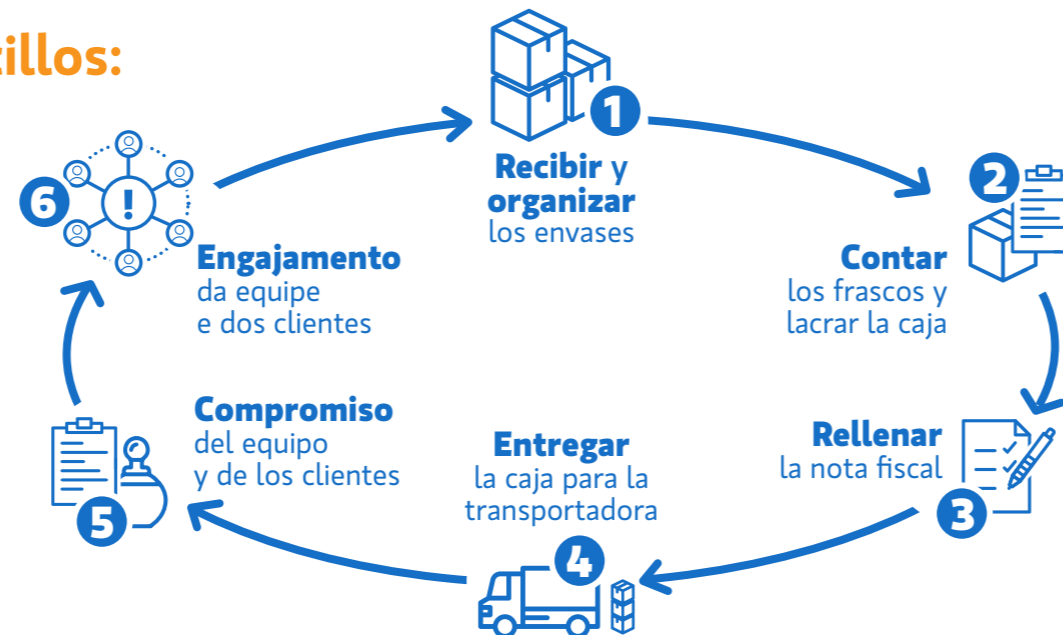 cillos:
1
Recibir y
organizar
los envases
2
Contar
los frascos y
lacrar la caja
3
Rellenar
la nota fiscal
4
Entregar
la caja para la
transportadora
5
Compromiso
del equipo
y de los clientes
6
!
Engajamento
da equipe
e dos clientes